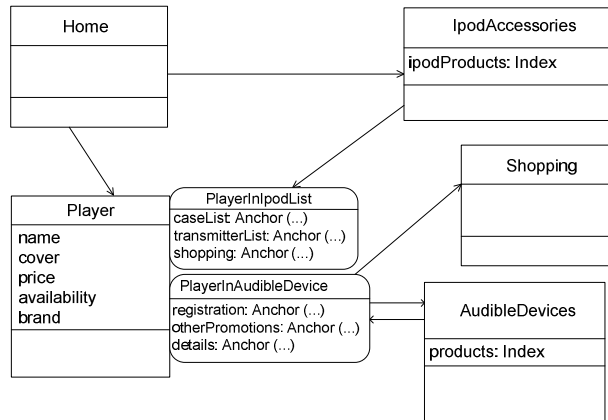 Home
IpodAccessories
ipodProducts: Index
Player
name
cover
price
availability
brand
PlayerInIpodList
caseList: Anchor (...)
transmitterList: Anchor (...)
shopping: Anchor (...)
PlayerInAudibleDevice
registration: Anchor (...)
otherPromotions: Anchor (...)
details: Anchor (...)
Shopping
AudibleDevices
products: Index